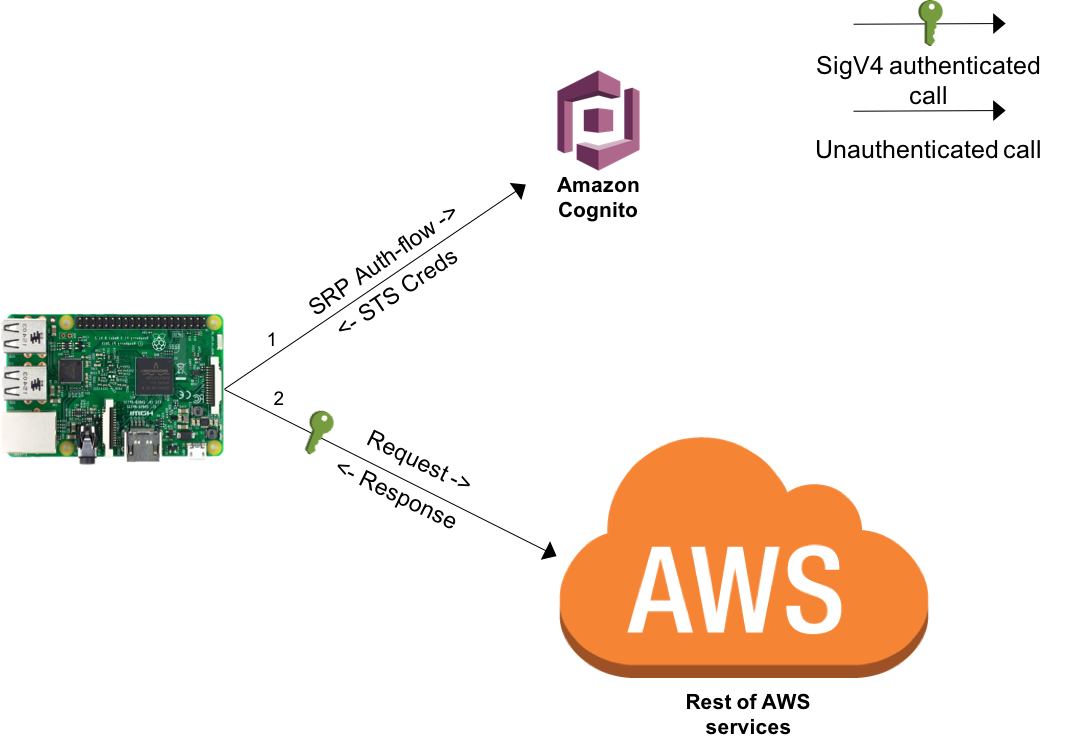 SigV4 authenticated
call
Unauthenticated call
Amazon
Cognito
SRP Auth-flow ->
<- STS Creds
1
2
Request ->
<- Response
HDMI
AWS
Rest of AWS
services